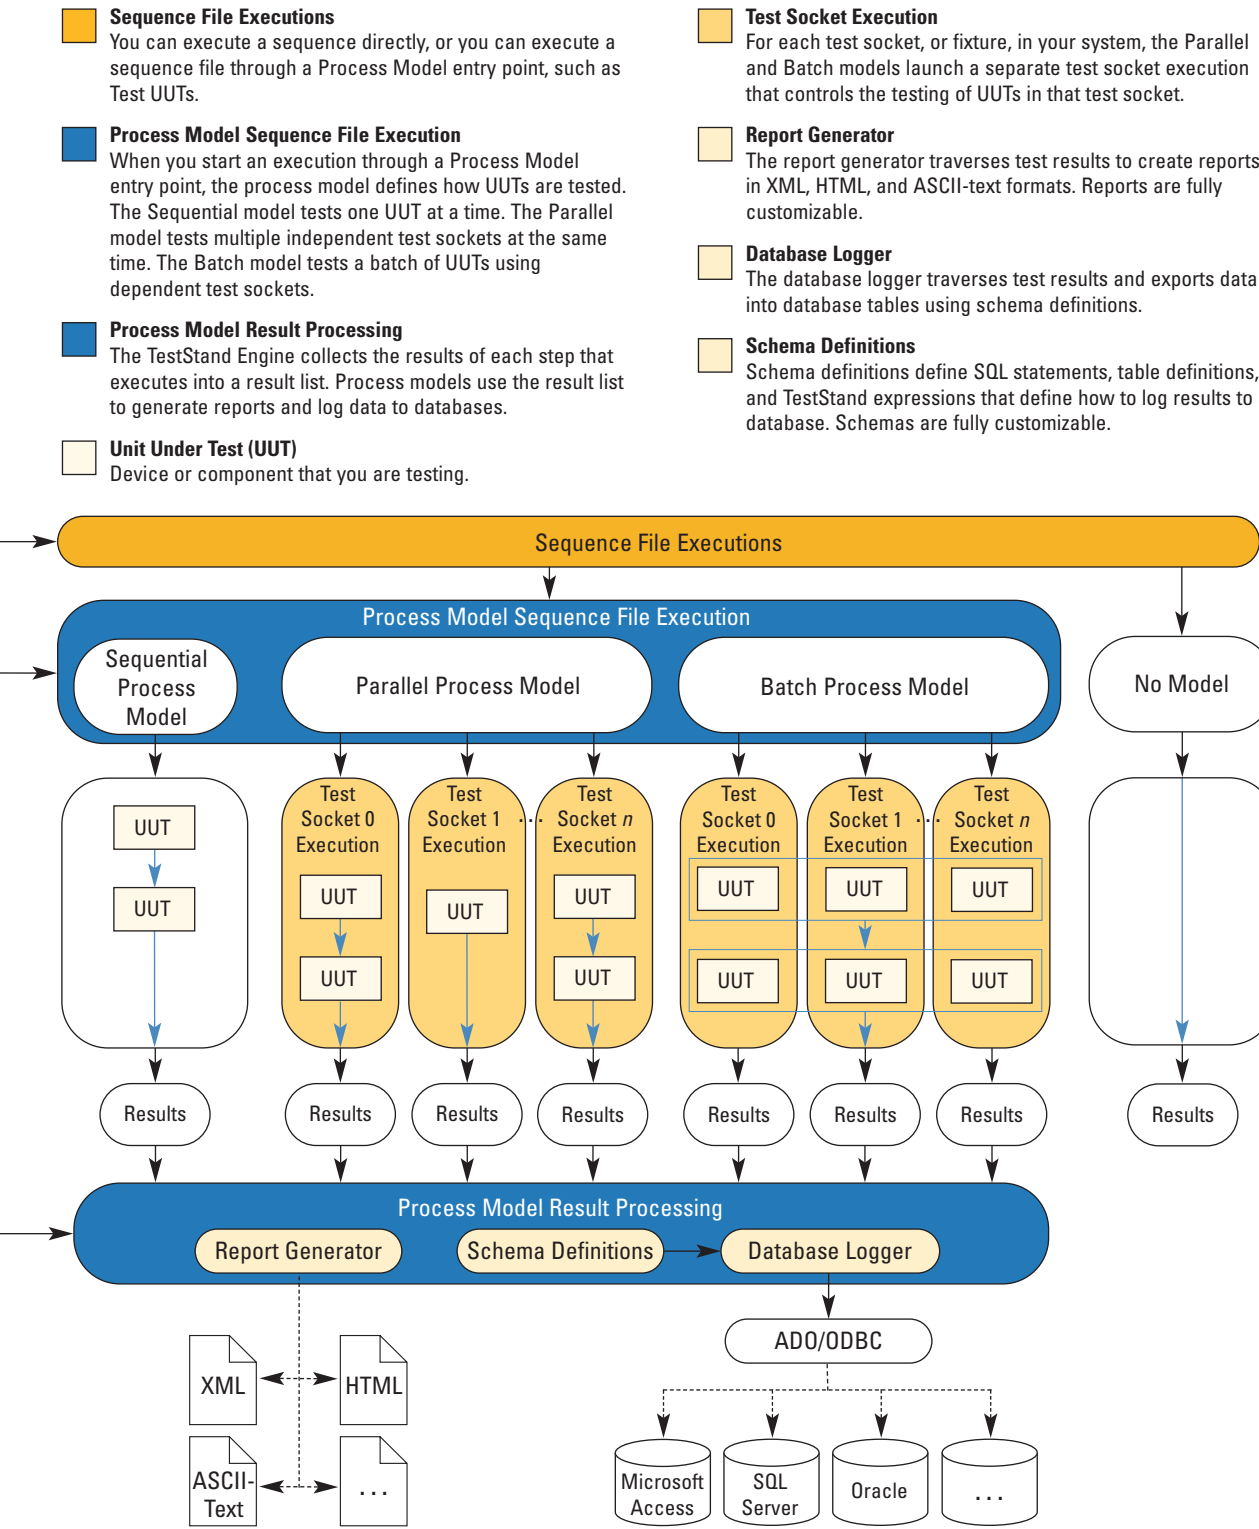 Sequence File Executions
You can execute a sequence directly, or you can execute a
sequence file through a Process Model entry point, such as
Test UUTs.
Process Model Sequence File Execution
When you start an execution through a Process Model
entry point, the process model defines how UUTs are tested.
The Sequential model tests one UUT at a time. The Parallel
model tests multiple independent test sockets at the same
time. The Batch model tests a batch of UUTs using
dependent test sockets.
Process Model Result Processing
The TestStand Engine collects the results of each step that
executes into a result list. Process models use the result list
to generate reports and log data to databases.
Unit Under Test (UUT)
Device or component that you are testing.
Test Socket Execution
For each test socket, or fixture, in your system, the Parallel
and Batch models launch a separate test socket execution
that controls the testing of UUTs in that test socket.
Report Generator
The report generator traverses test results to create reports
in XML, HTML, and ASCII-text formats. Reports are fully
customizable.
Database Logger
The database logger traverses test results and exports data
into database tables using schema definitions.
Schema Definitions
Schema definitions define SQL statements, table definitions,
and TestStand expressions that define how to log results to
database. Schemas are fully customizable.
Sequence File Executions
Process Model Sequence File Execution
Sequential
Process
Model
Parallel Process Model
Batch Process Model
No Model
UUT
UUT
Test
Socket 0
Execution
UUT
UUT
Test
Socket 1
Execution
UUT
...
Test
Socket n
Execution
UUT
UUT
Test
Socket 0
Execution
UUT
UUT
Test
Socket 1
Execution
UUT
UUT
...
Test
Socket n
Execution
UUT
UUT
Results
Results
Results
Results
Results
Results
Results
Results
Process Model Result Processing
Report Generator
Schema Definitions
Database Logger
ADO/ODBC
XML
HTML
ASCII-
Text
...
Microsoft
Access
SQL
Server
Oracle
...